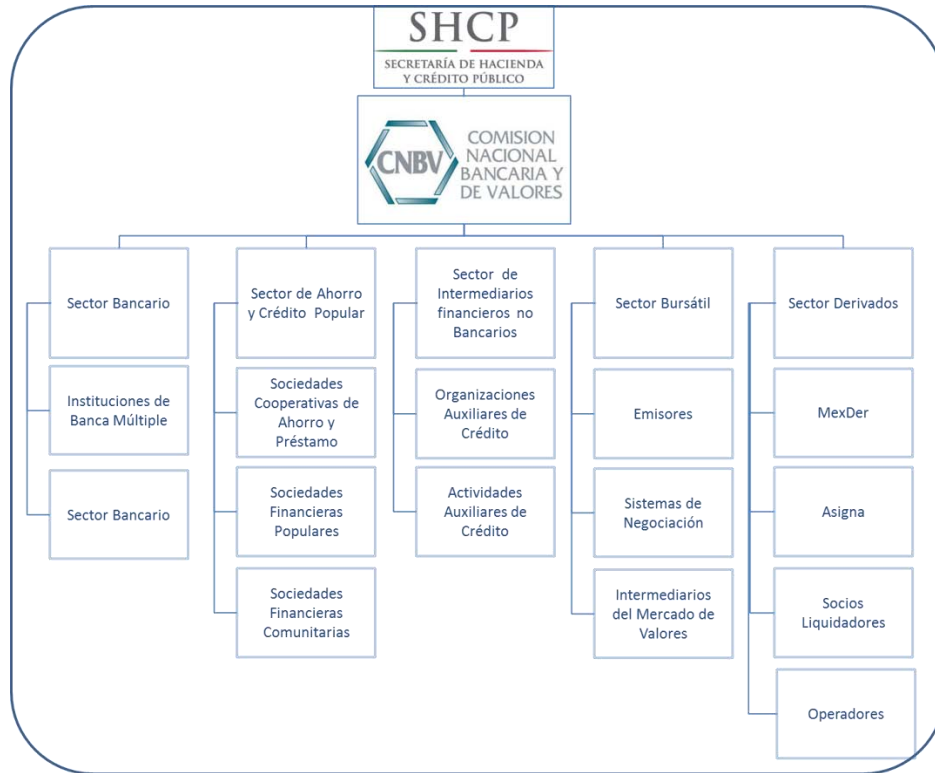 SHCP
SECRETARÍA DE HACIENDA
Y CRÉDITO PÚBLICO
CNBV
COMISION
NACIONAL
BANCARIA Y
DE VALORES
Sector Bancario
Instituciones de
Banca Múltiple
Sector Bancario
Sector de Ahorro
y Crédito Popular
Sociedades
Cooperativas de
Ahorro y
Préstamo
Sociedades
Financieras
Populares
Sociedades
Financieras
Comunitarias
Sector de
Intermediarios
financieros no
Bancarios
Organizaciones
Auxiliares de
Crédito
Actividades
Auxiliares de
Crédito
Sector Bursátil
Emisores
Sistemas de
Negociación
Intermediarios
del Mercado de
Valores
Sector Derivados
MexDer
Asigna
Socios
Liquidadores
Operadores